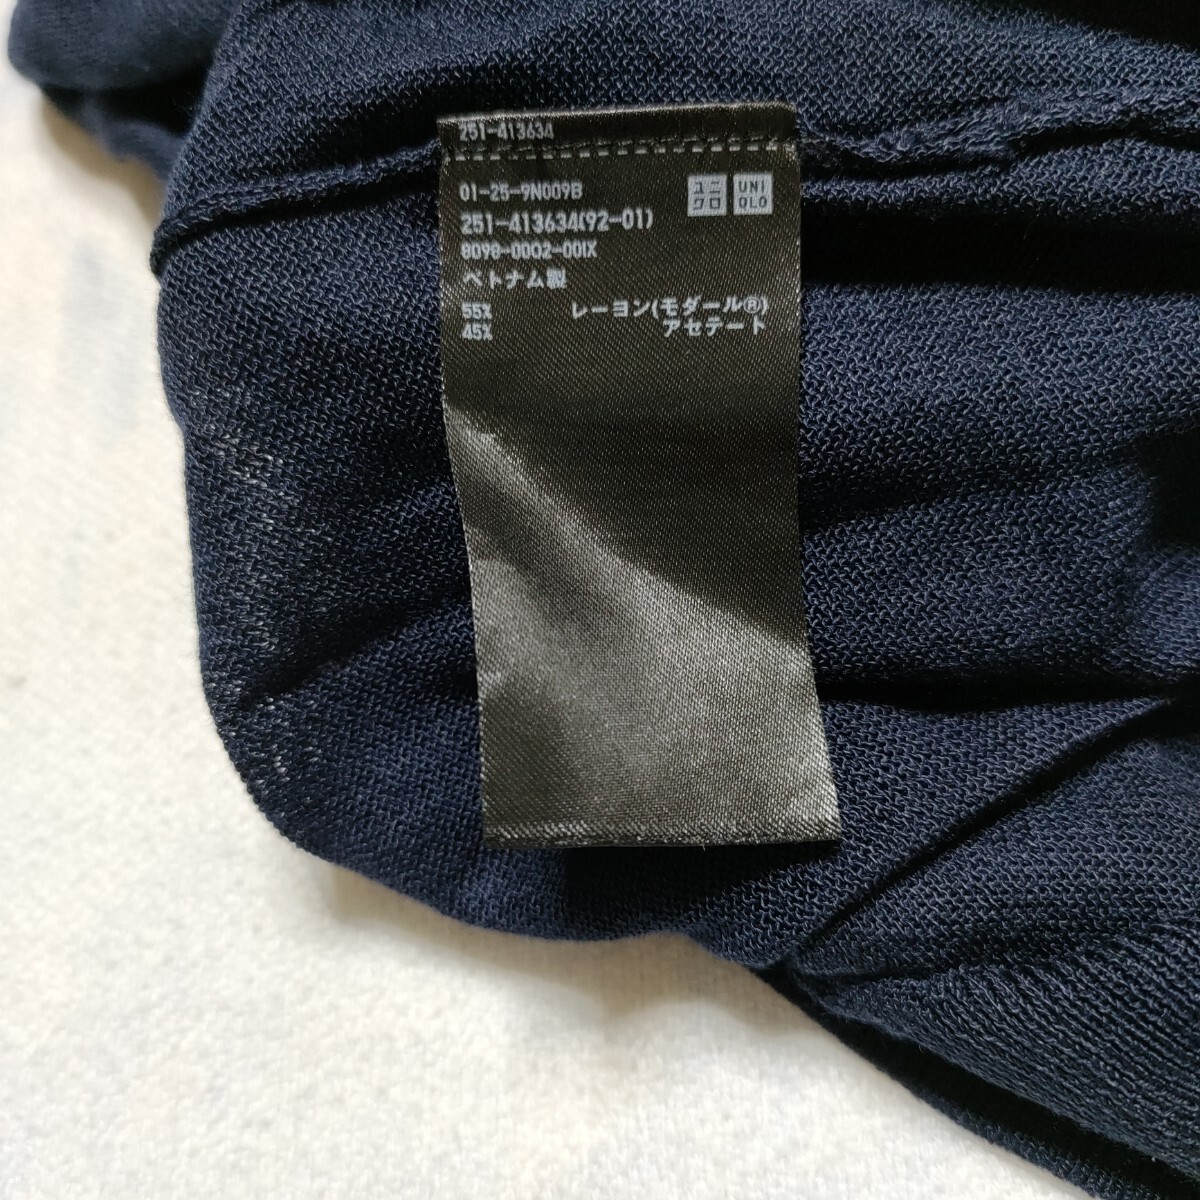 251-413634
01-25-9N009B
ユニ
クロ
UNI
QLO
251-413634(92-01)
8098-0002-001X
ベトナム製
55% レーヨン(モダール®)
45% アセテート